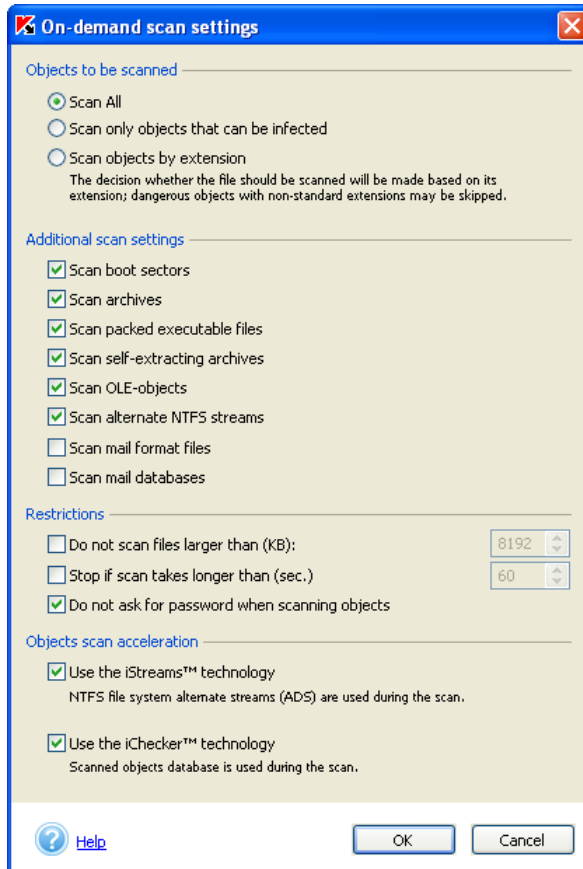 On-demand scan settings
Objects to be scanned
Scan All
Scan only objects that can be infected
Scan objects by extension
The decision whether the file should be scanned will be made based on its
extension; dangerous objects with non-standard extensions may be skipped.
Additional scan settings
Scan boot sectors
Scan archives
Scan packed executable files
Scan self-extracting archives
Scan OLE-objects
Scan alternate NTFS streams
Scan mail format files
Scan mail databases
Restrictions
Do not scan files larger than (KB): 8192
Stop if scan takes longer than (sec.) 60
Do not ask for password when scanning objects
Objects scan acceleration
Use the iStreams™ technology
NTFS file system alternate streams (ADS) are used during the scan.
Use the iChecker™ technology
Scanned objects database is used during the scan.
? Help OK Cancel